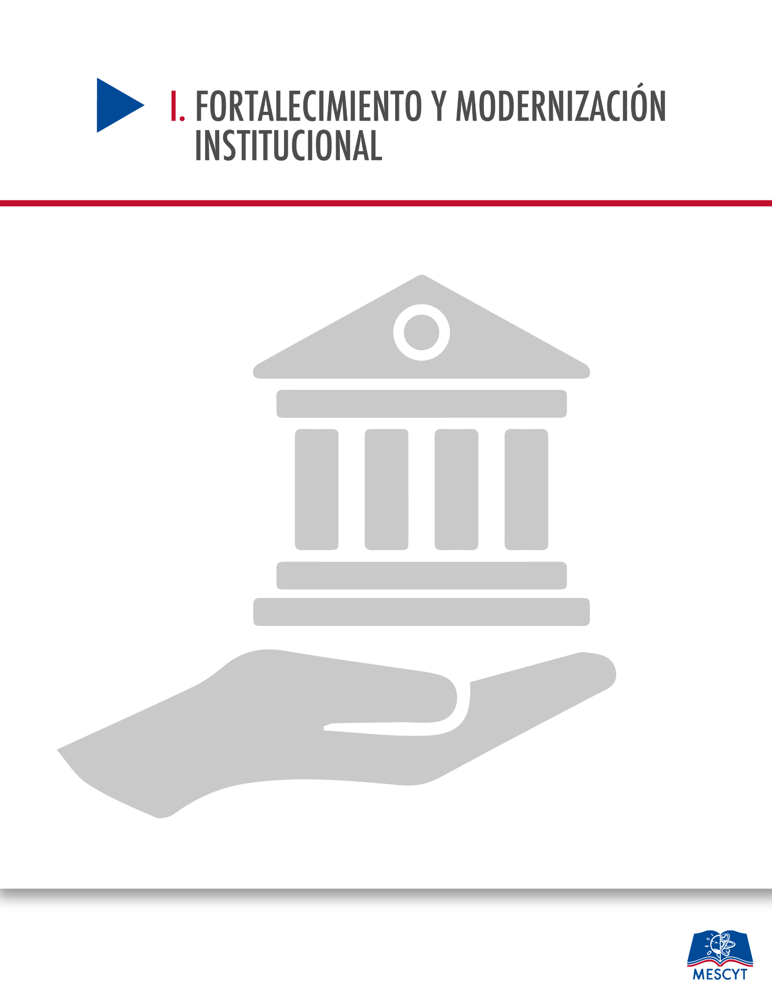 I. FORTALECIMIENTO Y MODERNIZACIÓN
INSTITUCIONAL
MESCYT